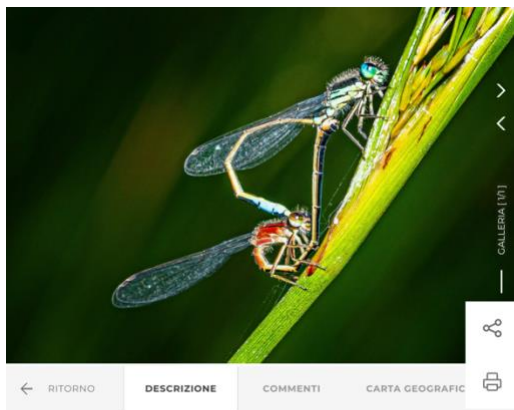 GALLERIA [ 1/1 ]
RITORNO
DESCRIZIONE
COMMENTI
CARTA GEOGRAFIC